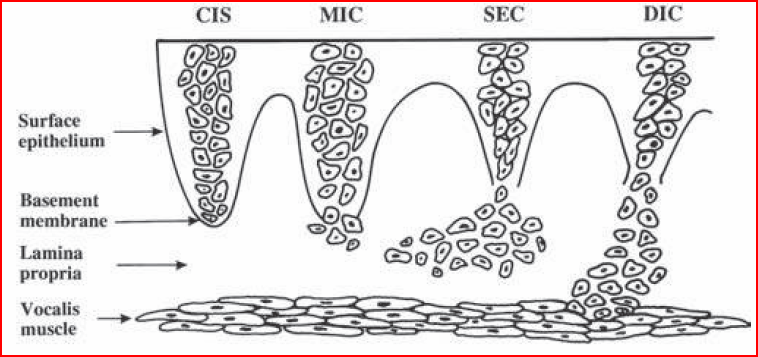 CIS MIC SEC DIC
Surface
epithelium
Basement
membrane
Lamina
propria
Vocalis
muscle